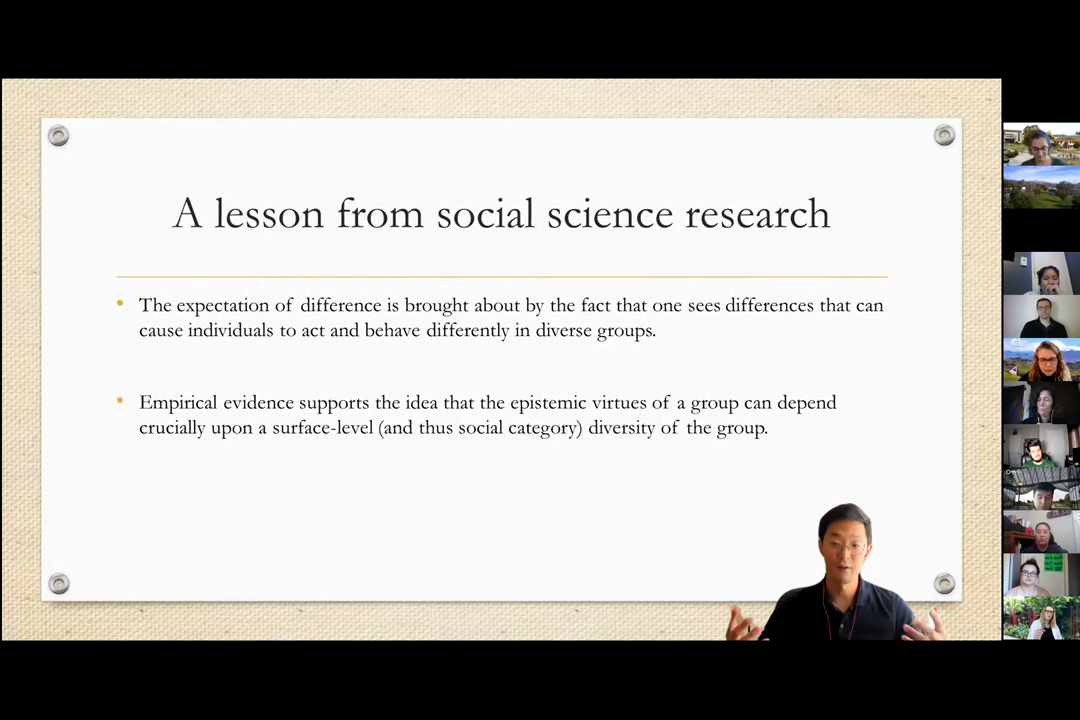 A lesson from social science research
• The expectation of difference is brought about by the fact that one sees differences that can
cause individuals to act and behave differently in diverse groups.
• Empirical evidence supports the idea that the epistemic virtues of a group can depend
crucially upon a surface-level (and thus social category) diversity of the group.